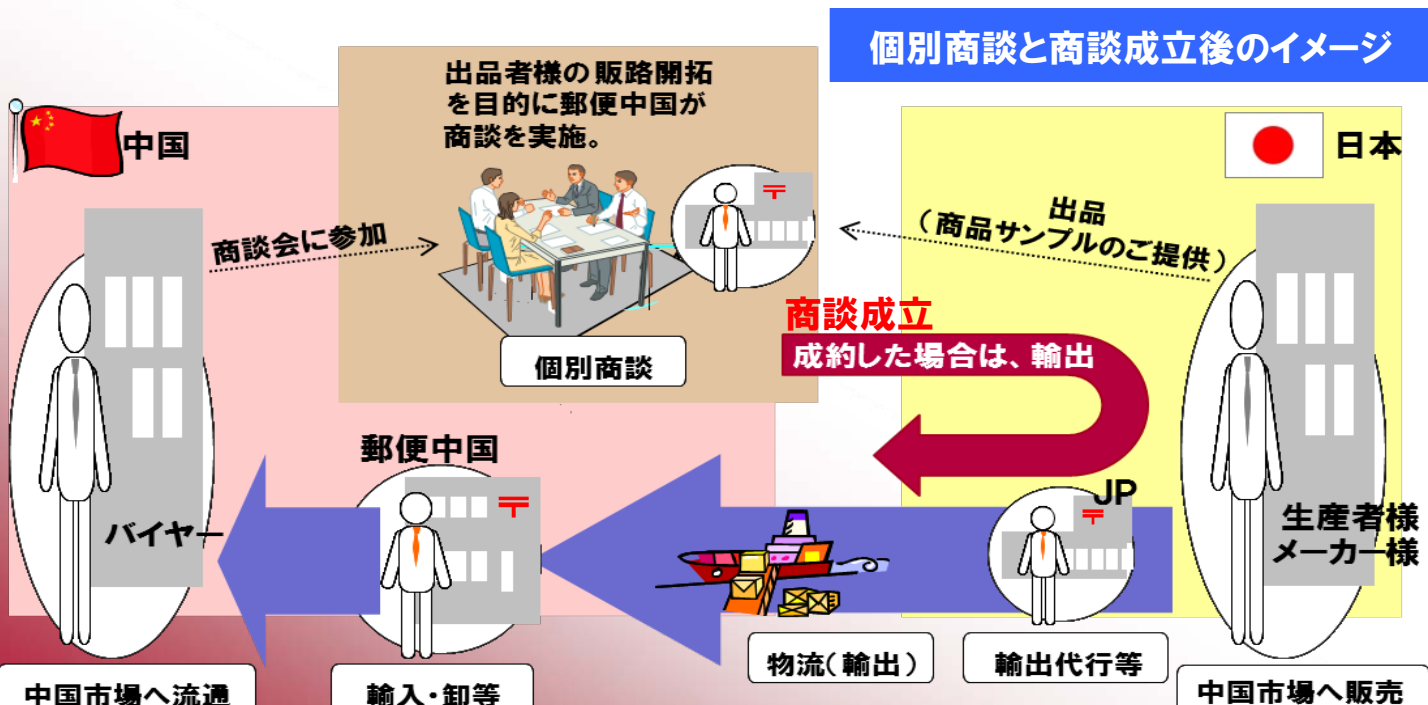 個別商談と商談成立後のイメージ
出品者様の販路開拓
を目的に郵便中国が
商談を実施。
中国
日本
商談会に参加
出品
（商品サンプルのご提供）
個別商談
商談成立
成約した場合は、輸出
郵便中国
バイヤー
〒
〒
JP
〒
生産者様
メーカー様
物流(輸出)
輸出代行等
中国市場へ流通
輸入・卸等
中国市場へ販売